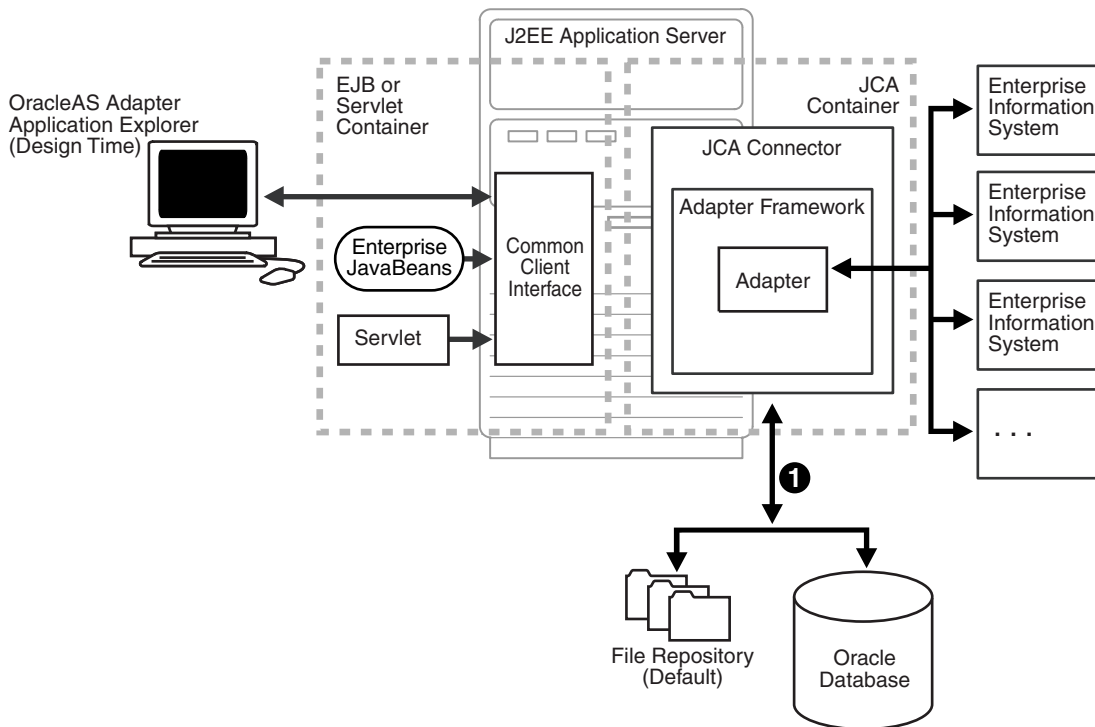 J2EE Application Server
EJB or
Servlet
Container
JCA
Container
OracleAS Adapter
Application Explorer
(Design Time)
JCA Connector
Adapter Framework
Adapter
Enterprise
JavaBeans
Common
Client
Interface
Servlet
Enterprise
Information
System
Enterprise
Information
System
Enterprise
Information
System
. . .
1
File Repository
(Default)
Oracle
Database